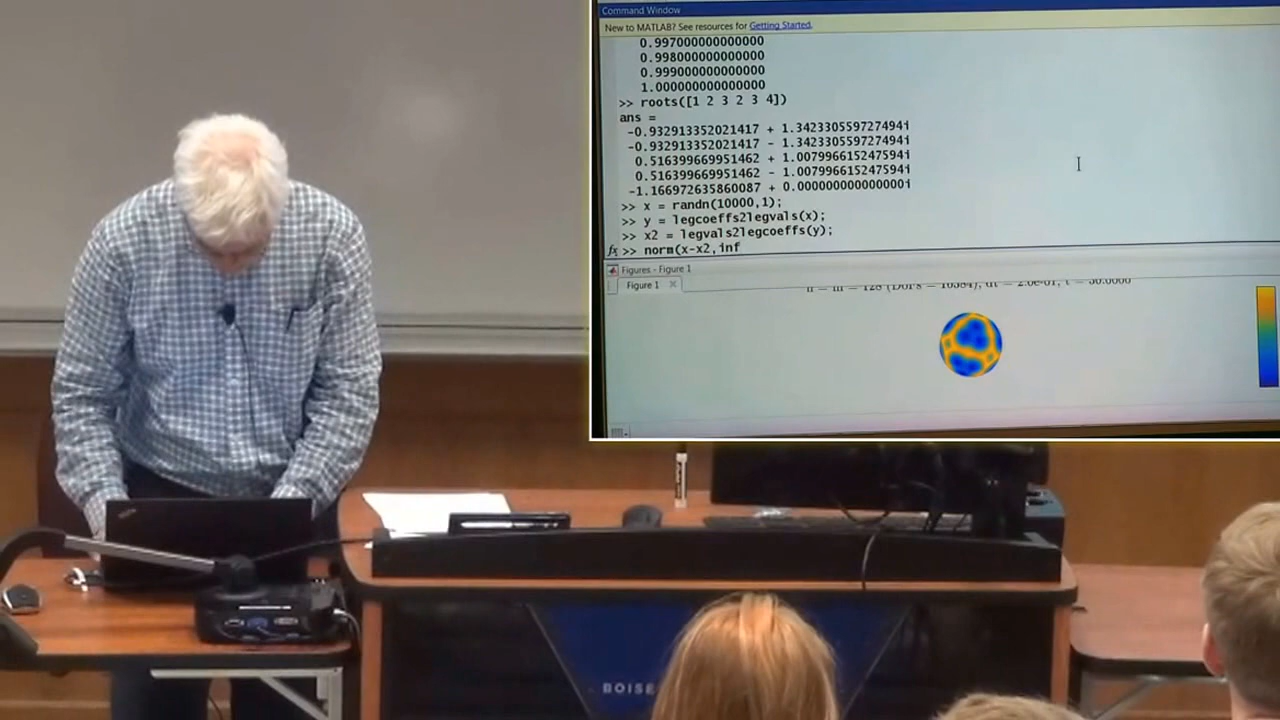 Command Window
New to MATLAB? See resources for Getting Started.
0.997000000000000
0.998000000000000
0.999000000000000
1.000000000000000
>> roots([1 2 3 2 3 4])
ans =
-0.932913352021417 + 1.342330559727494i
-0.932913352021417 - 1.342330559727494i
0.516399669951462 + 1.007996615247594i
0.516399669951462 - 1.007996615247594i
-1.166972635860087 + 0.000000000000000i
>> x = randn(10000,1);
>> y = legcoeffs2legvals(x);
>> x2 = legvals2legcoeffs(y);
fx >> norm(x-x2,inf
Figures - Figure 1
Figure 1
BOISE